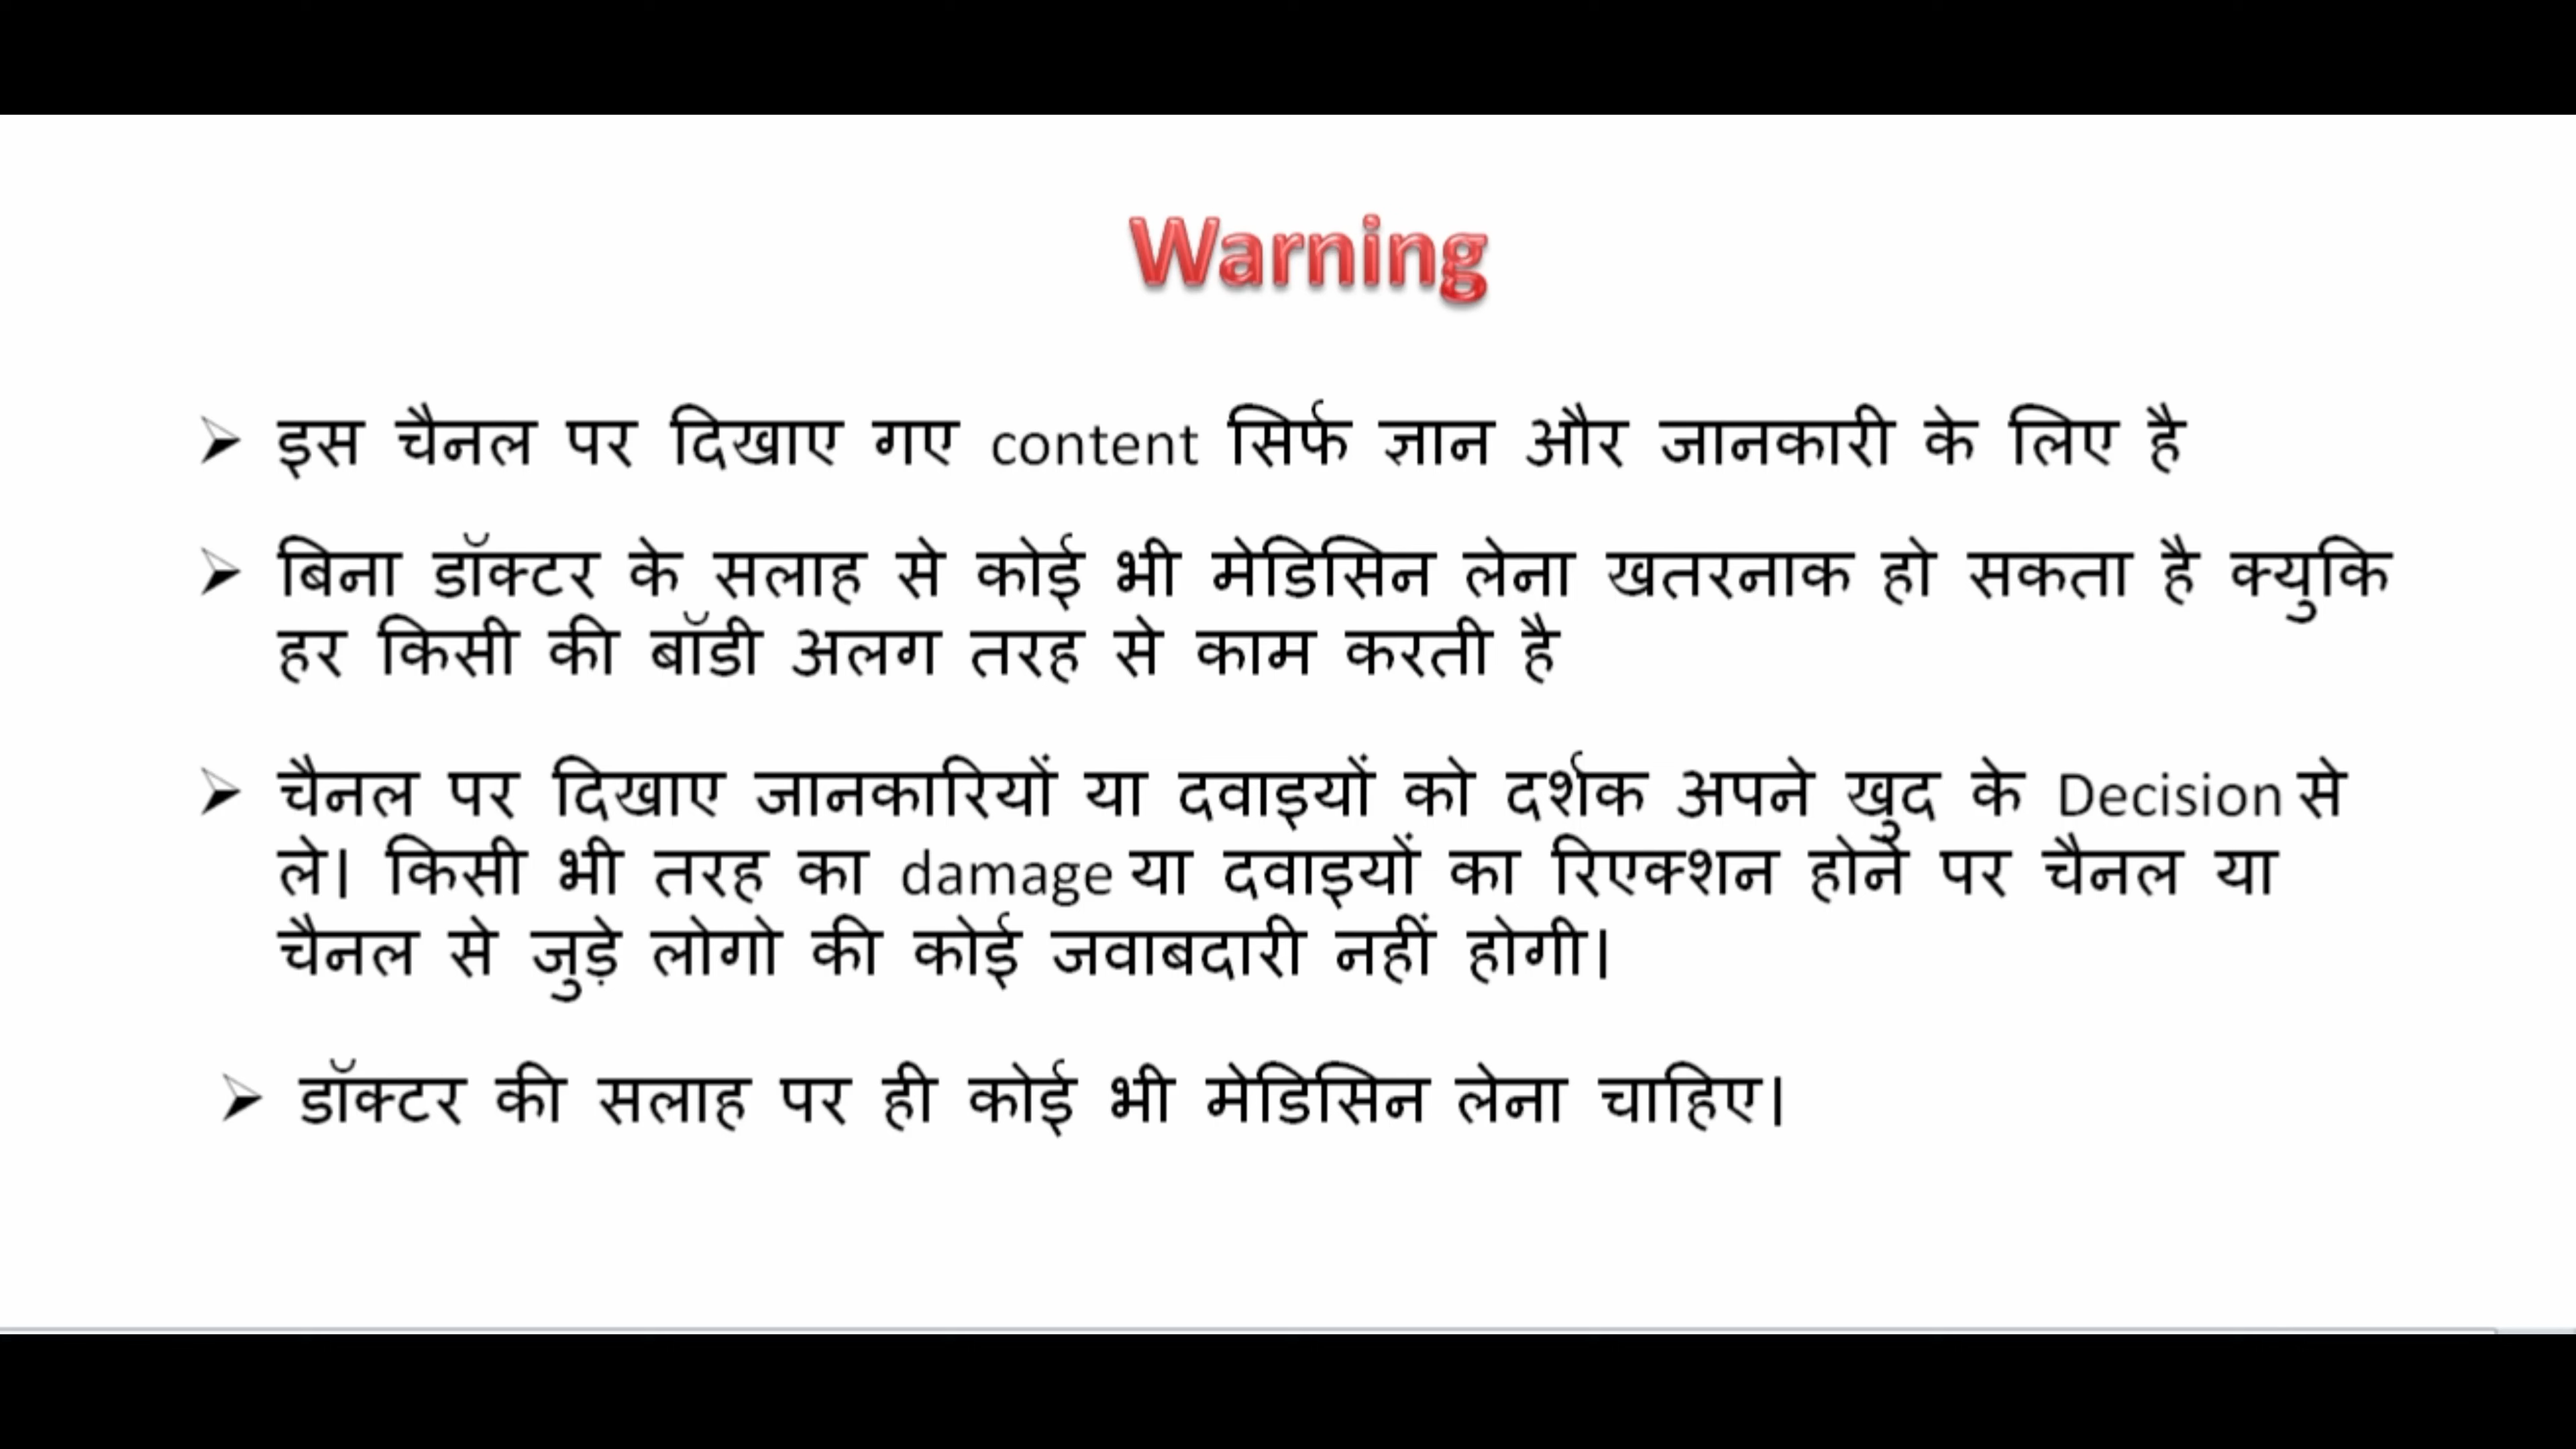 Warning
➢ इस चैनल पर दिखाए गए content सिर्फ ज्ञान और जानकारी के लिए है
➢ बिना डॉक्टर के सलाह से कोई भी मेडिसिन लेना खतरनाक हो सकता है क्युकि
हर किसी की बॉडी अलग तरह से काम करती है
➢ चैनल पर दिखाए जानकारियों या दवाइयों को दर्शक अपने खुद के Decision से
ले। किसी भी तरह का damage या दवाइयों का रिएक्शन होने पर चैनल या
चैनल से जुड़े लोगो की कोई जवाबदारी नहीं होगी।
➢ डॉक्टर की सलाह पर ही कोई भी मेडिसिन लेना चाहिए।